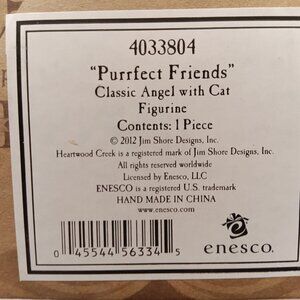 4033804
"Purrfect Friends"
Classic Angel with Cat
Figurine
Contents: 1 Piece
© 2012 Jim Shore Designs, Inc.
Heartwood Creek is a registered mark of Jim Shore Designs, Inc.
All rights reserved worldwide
Licensed by Enesco, LLC
ENESCO is a registered U.S. trademark
HAND MADE IN CHINA
www.enesco.com
0 45544 56334 5
enesco.